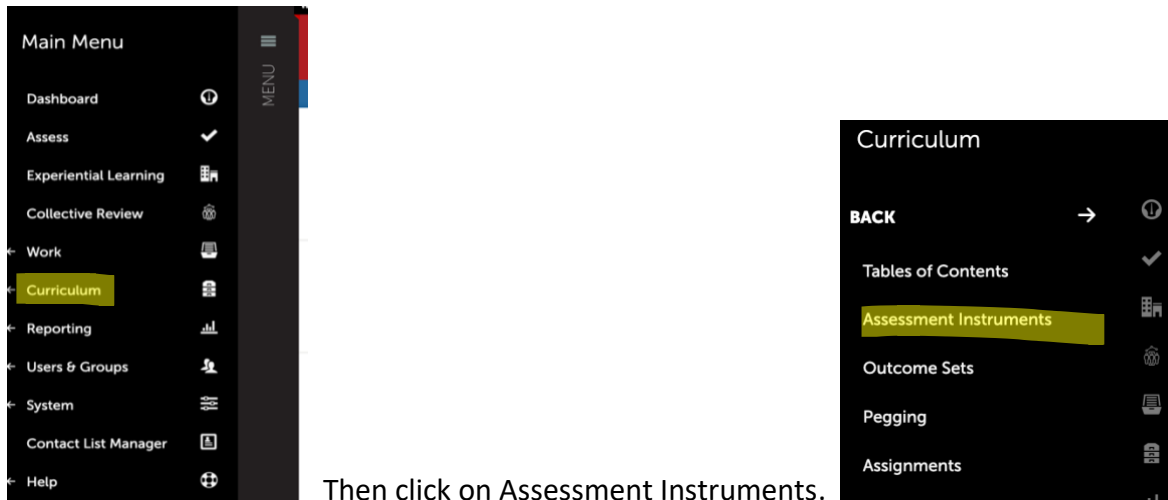 Main Menu
MENU
Dashboard
Assess
Experiential Learning
Collective Review
Work
Curriculum
Reporting
Users & Groups
System
Contact List Manager
Help
Then click on Assessment Instruments.
Curriculum
BACK
Tables of Contents
Assessment Instruments
Outcome Sets
Pegging
Assignments